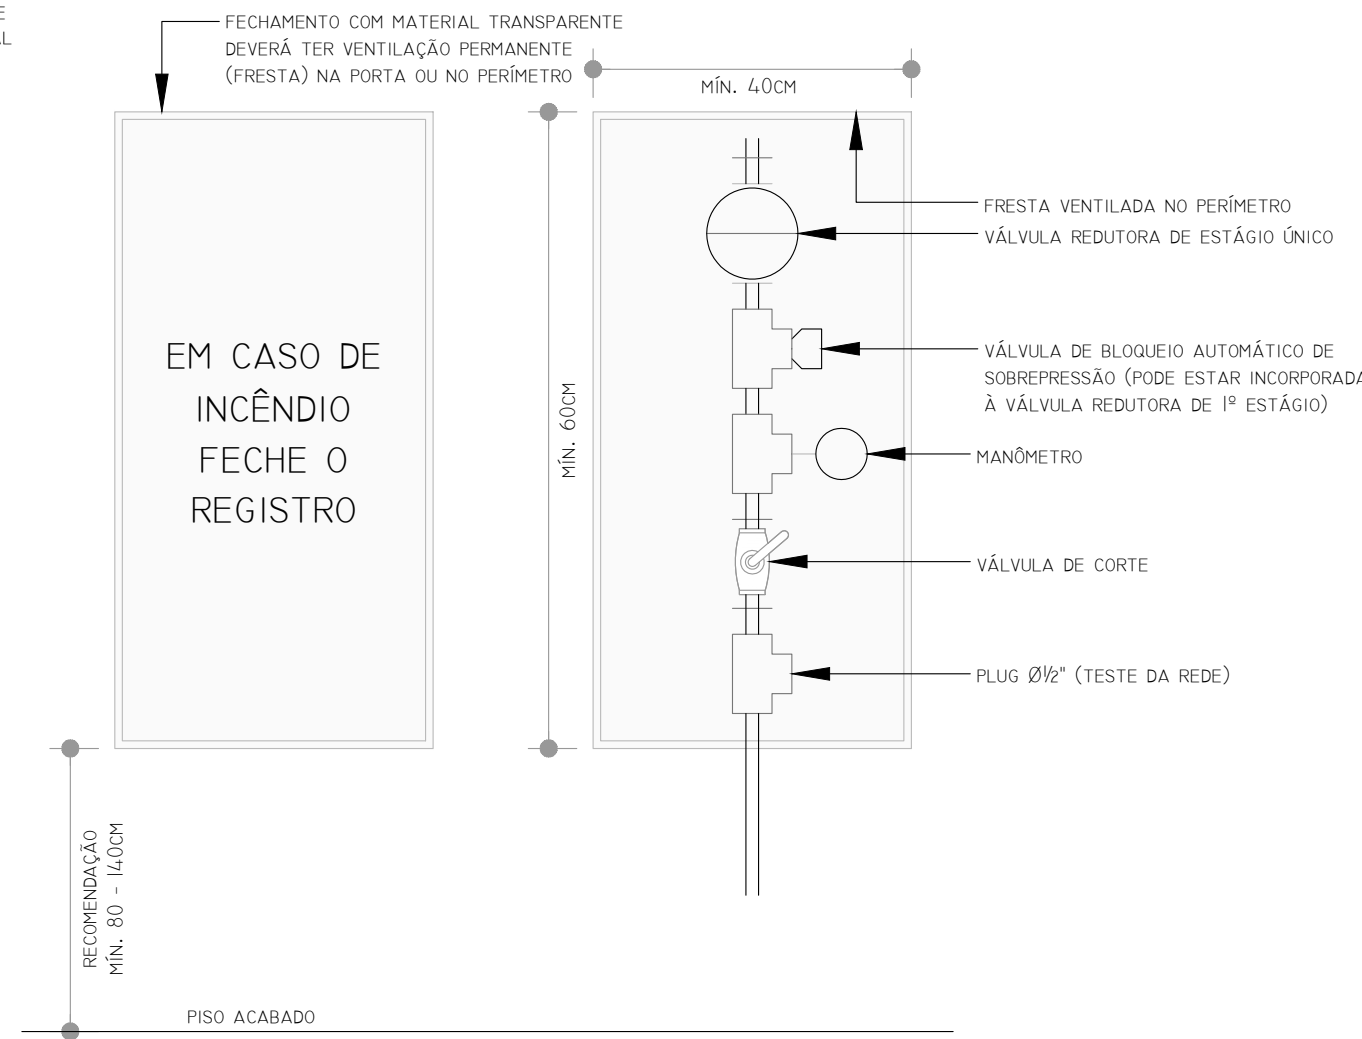 E
AL
FECHAMENTO COM MATERIAL TRANSPARENTE
DEVERÁ TER VENTILAÇÃO PERMANENTE
(FRESTA) NA PORTA OU NO PERÍMETRO
MÍN. 40CM
FRESTA VENTILADA NO PERÍMETRO
VÁLVULA REDUTORA DE ESTÁGIO ÚNICO
EM CASO DE
INCÊNDIO
FECHE O
REGISTRO
MÍN. 60CM
VÁLVULA DE BLOQUEIO AUTOMÁTICO DE
SOBREPRESSÃO (PODE ESTAR INCORPORADA
À VÁLVULA REDUTORA DE 1º ESTÁGIO)
MANÔMETRO
VÁLVULA DE CORTE
PLUG Ø1/2" (TESTE DA REDE)
RECOMENDAÇÃO
MÍN. 80 - 140CM
PISO ACABADO